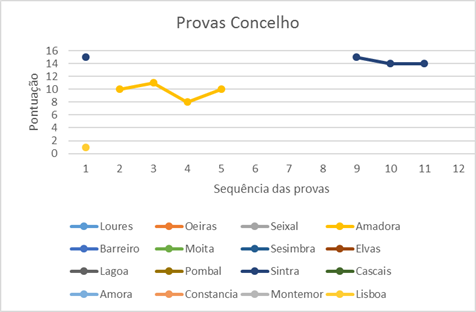 Provas Concelho
16
14
12
10
8
6
4
2
0
Pontuação
1 2 3 4 5 6 7 8 9 10 11 12
Sequência das provas
Loures Oeiras Seixal Amadora
Barreiro Moita Sesimbra Elvas
Lagoa Pombal Sintra Cascais
Amora Constancia Montemor Lisboa